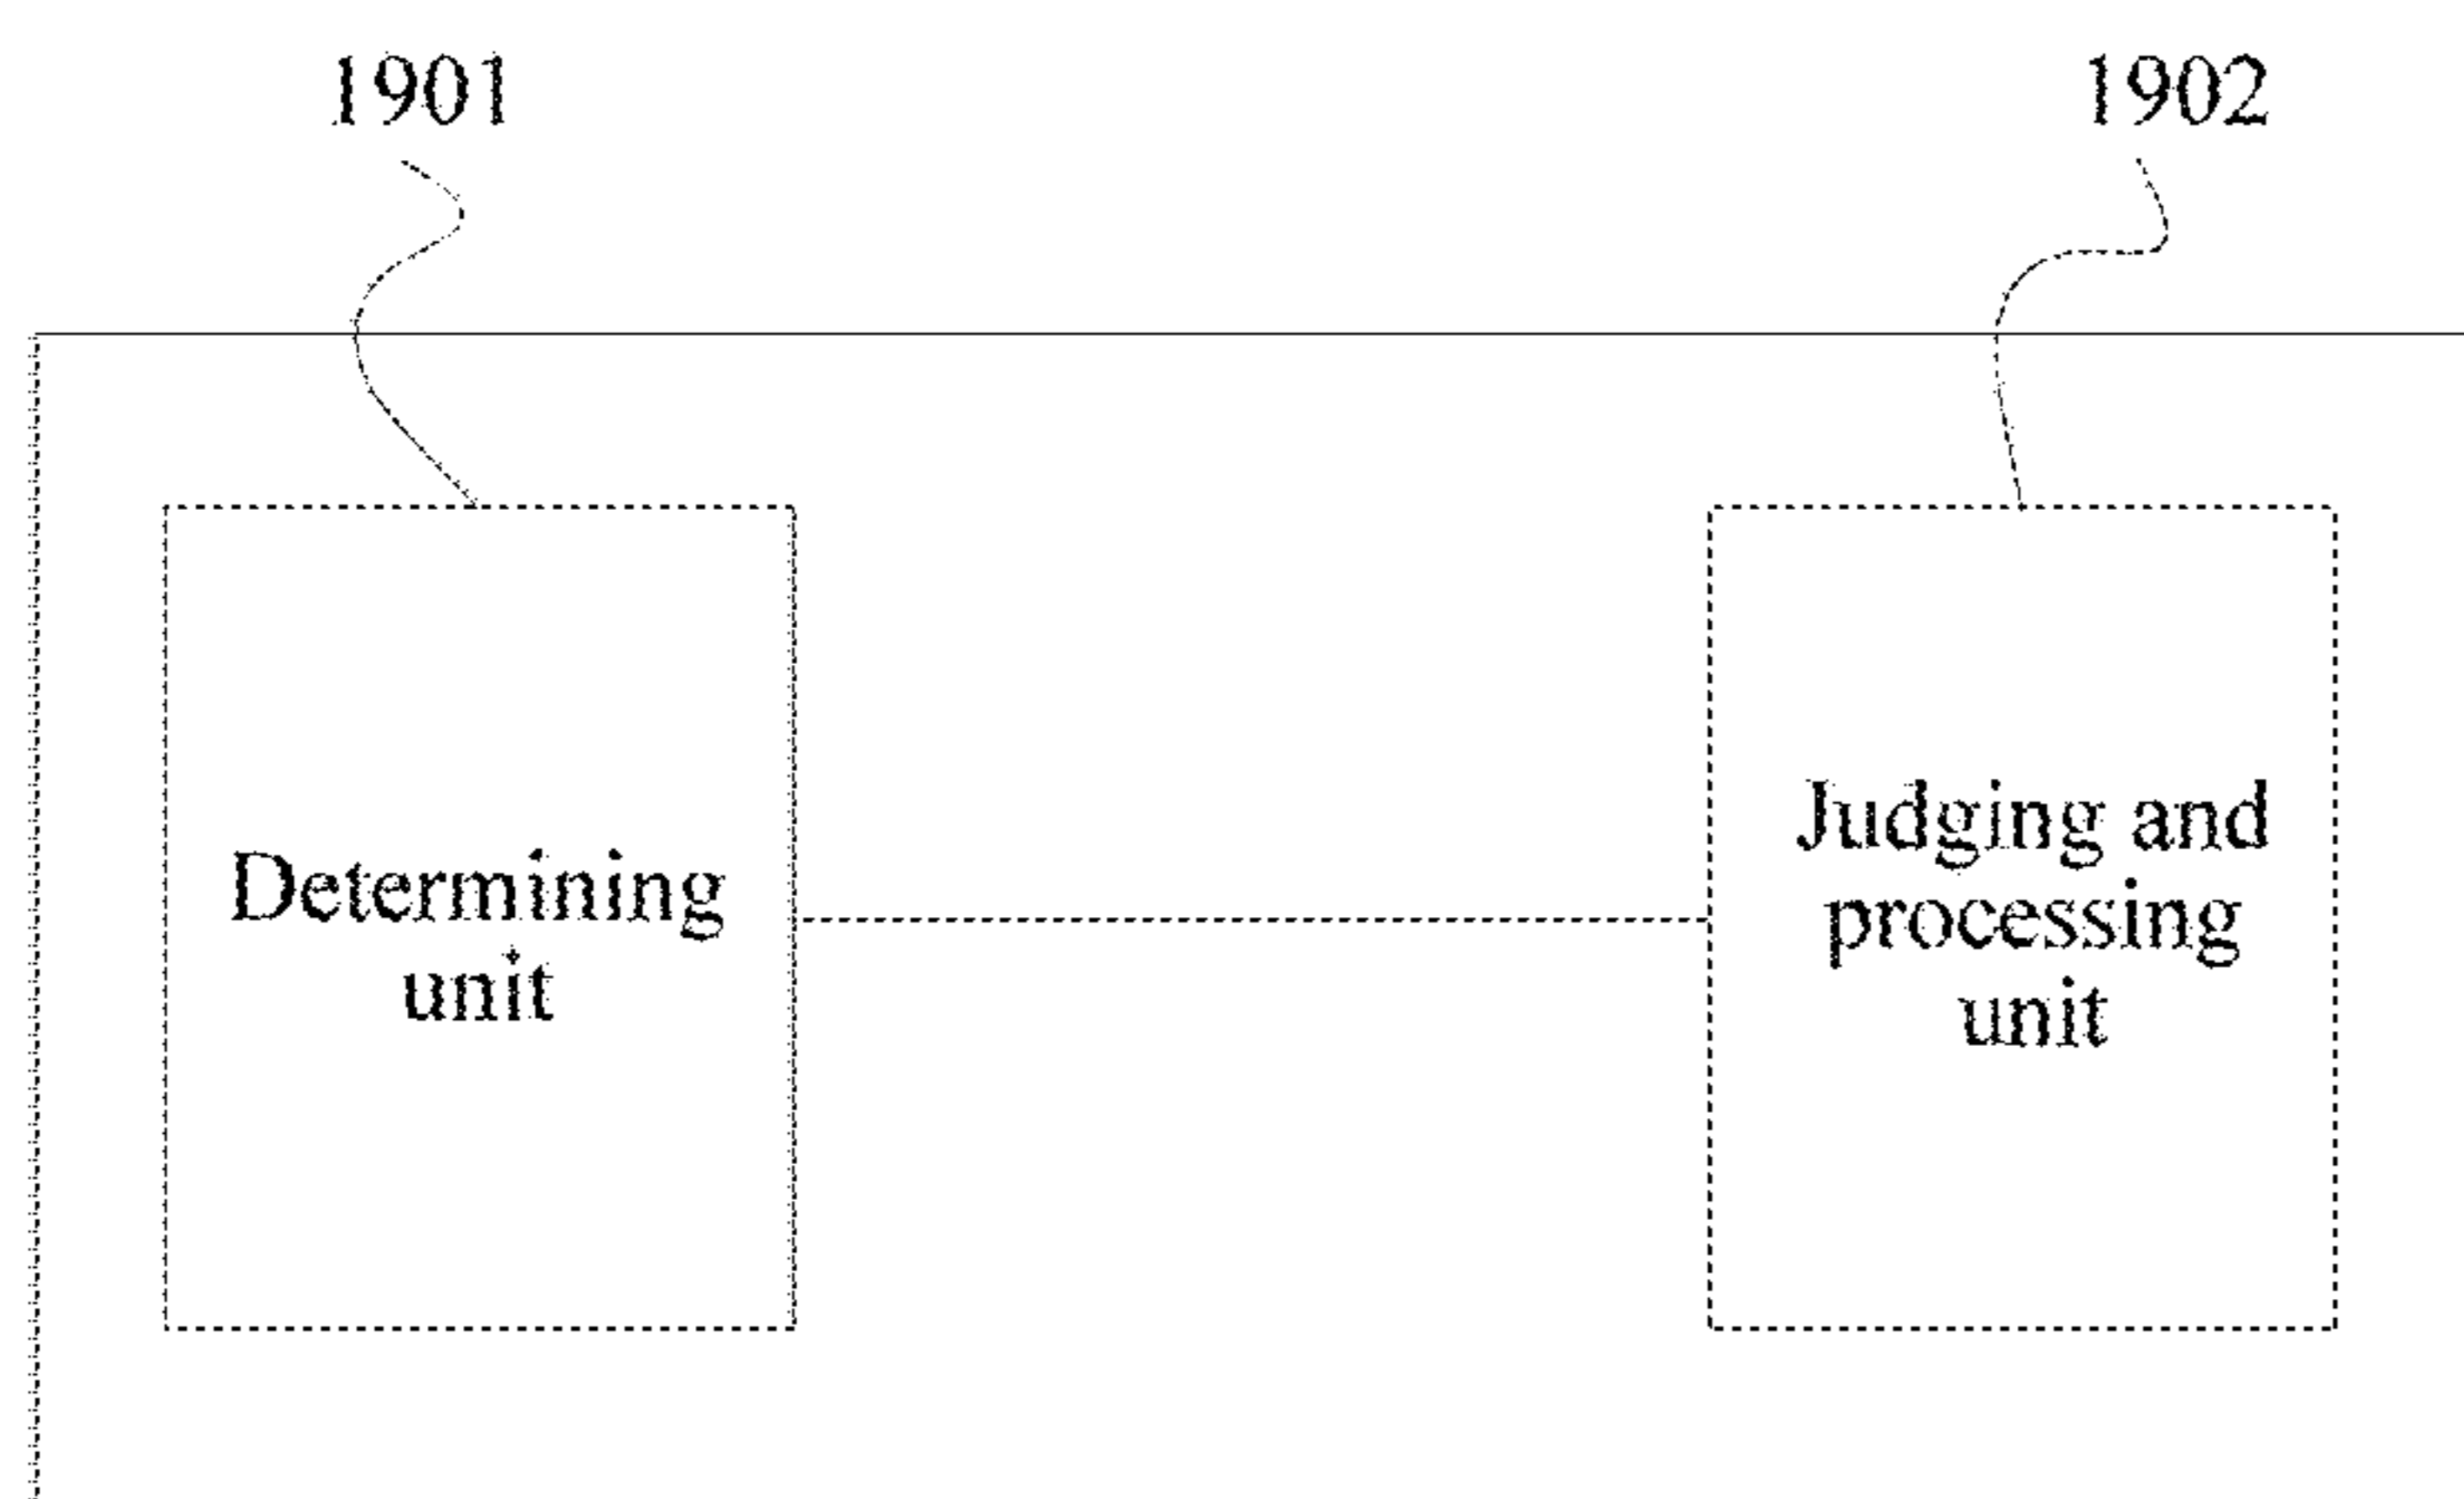 1901
1902
Determining
unit
Judging and
processing
unit